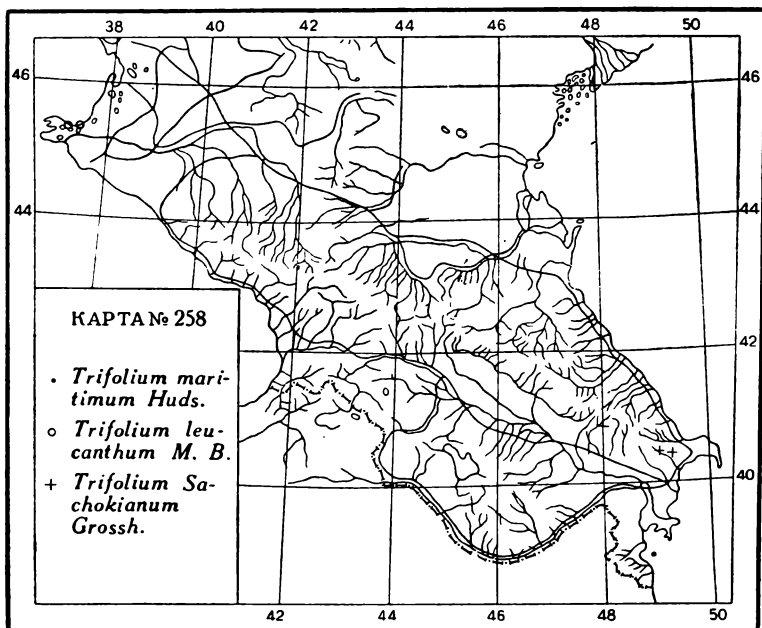 38 40 42 44 46 48 50
46 46
44 44
КАРТА № 258
42
• Trifolium mari-
timum Huds.
o Trifolium leu-
canthum M. B.
+ Trifolium Sa-
chokianum
Grossh.
40
42 44 46 48 50